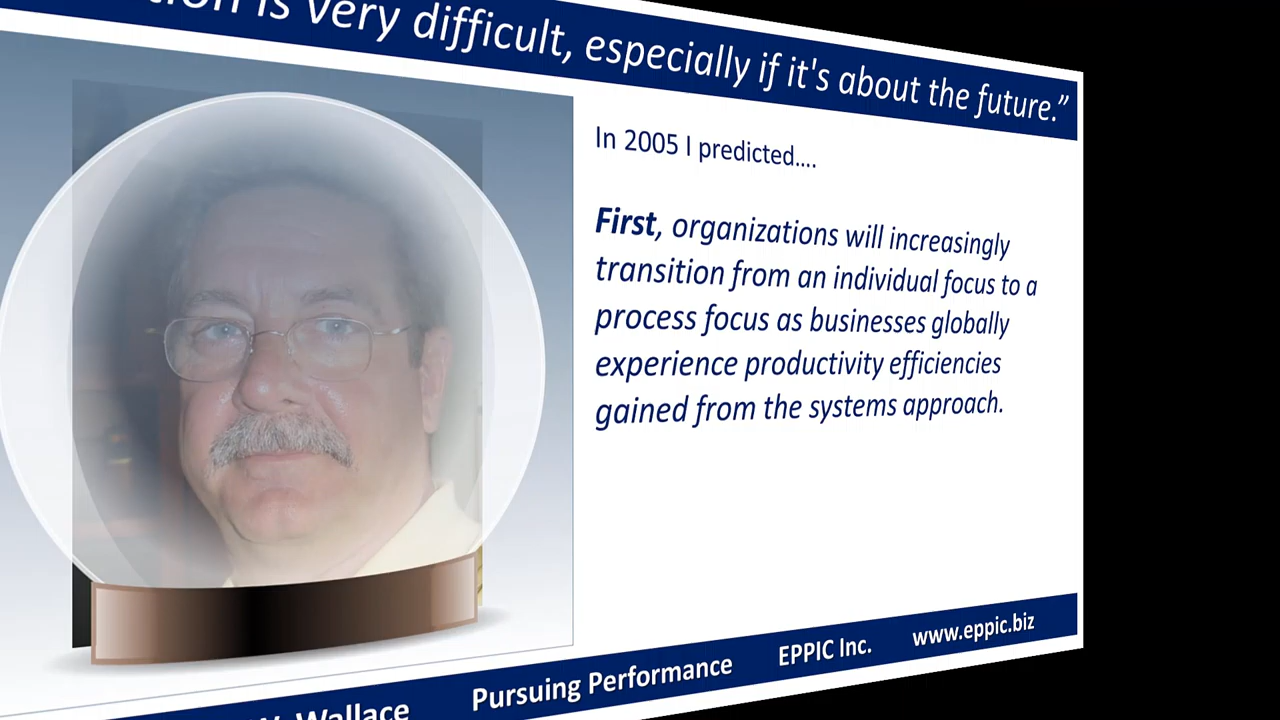 is very difficult, especially if it's about the future.”
In 2005 I predicted....
First, organizations will increasingly
transition from an individual focus to a
process focus as businesses globally
experience productivity efficiencies
gained from the systems approach.
Wallace Pursuing Performance EPPIC Inc. www.eppic.biz